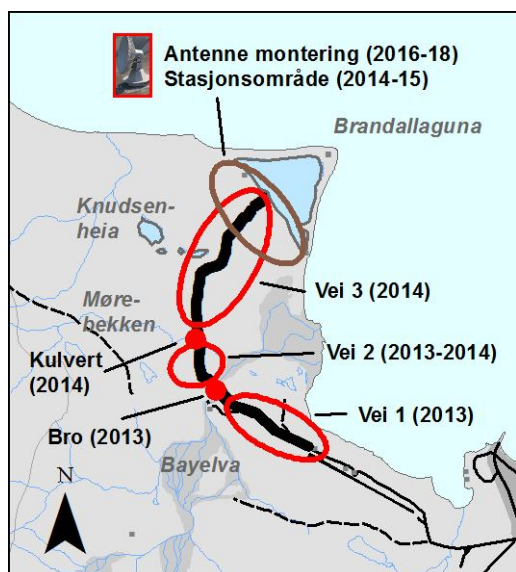 Antenne montering (2016-18)
Stasjonsområde (2014-15)
Brandallaguna
Knudsen-
heia
Vei 3 (2014)
Møre-
bekken
Kulvert
(2014)
Vei 2 (2013-2014)
Vei 1 (2013)
Bro (2013)
Bayelva
N